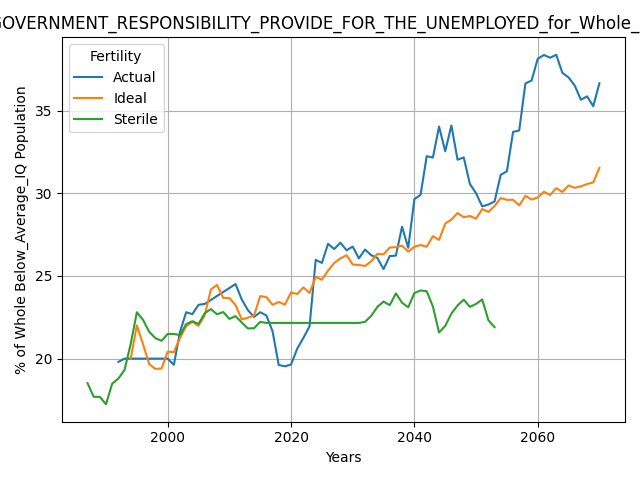 GOVERNMENT_RESPONSIBILITY_PROVIDE_FOR_THE_UNEMPLOYED_for_Whole_
% of Whole Below_Average_IQ Population
Fertility
Actual
Ideal
Sterile
35
30
25
20
2000
2020
2040
2060
Years